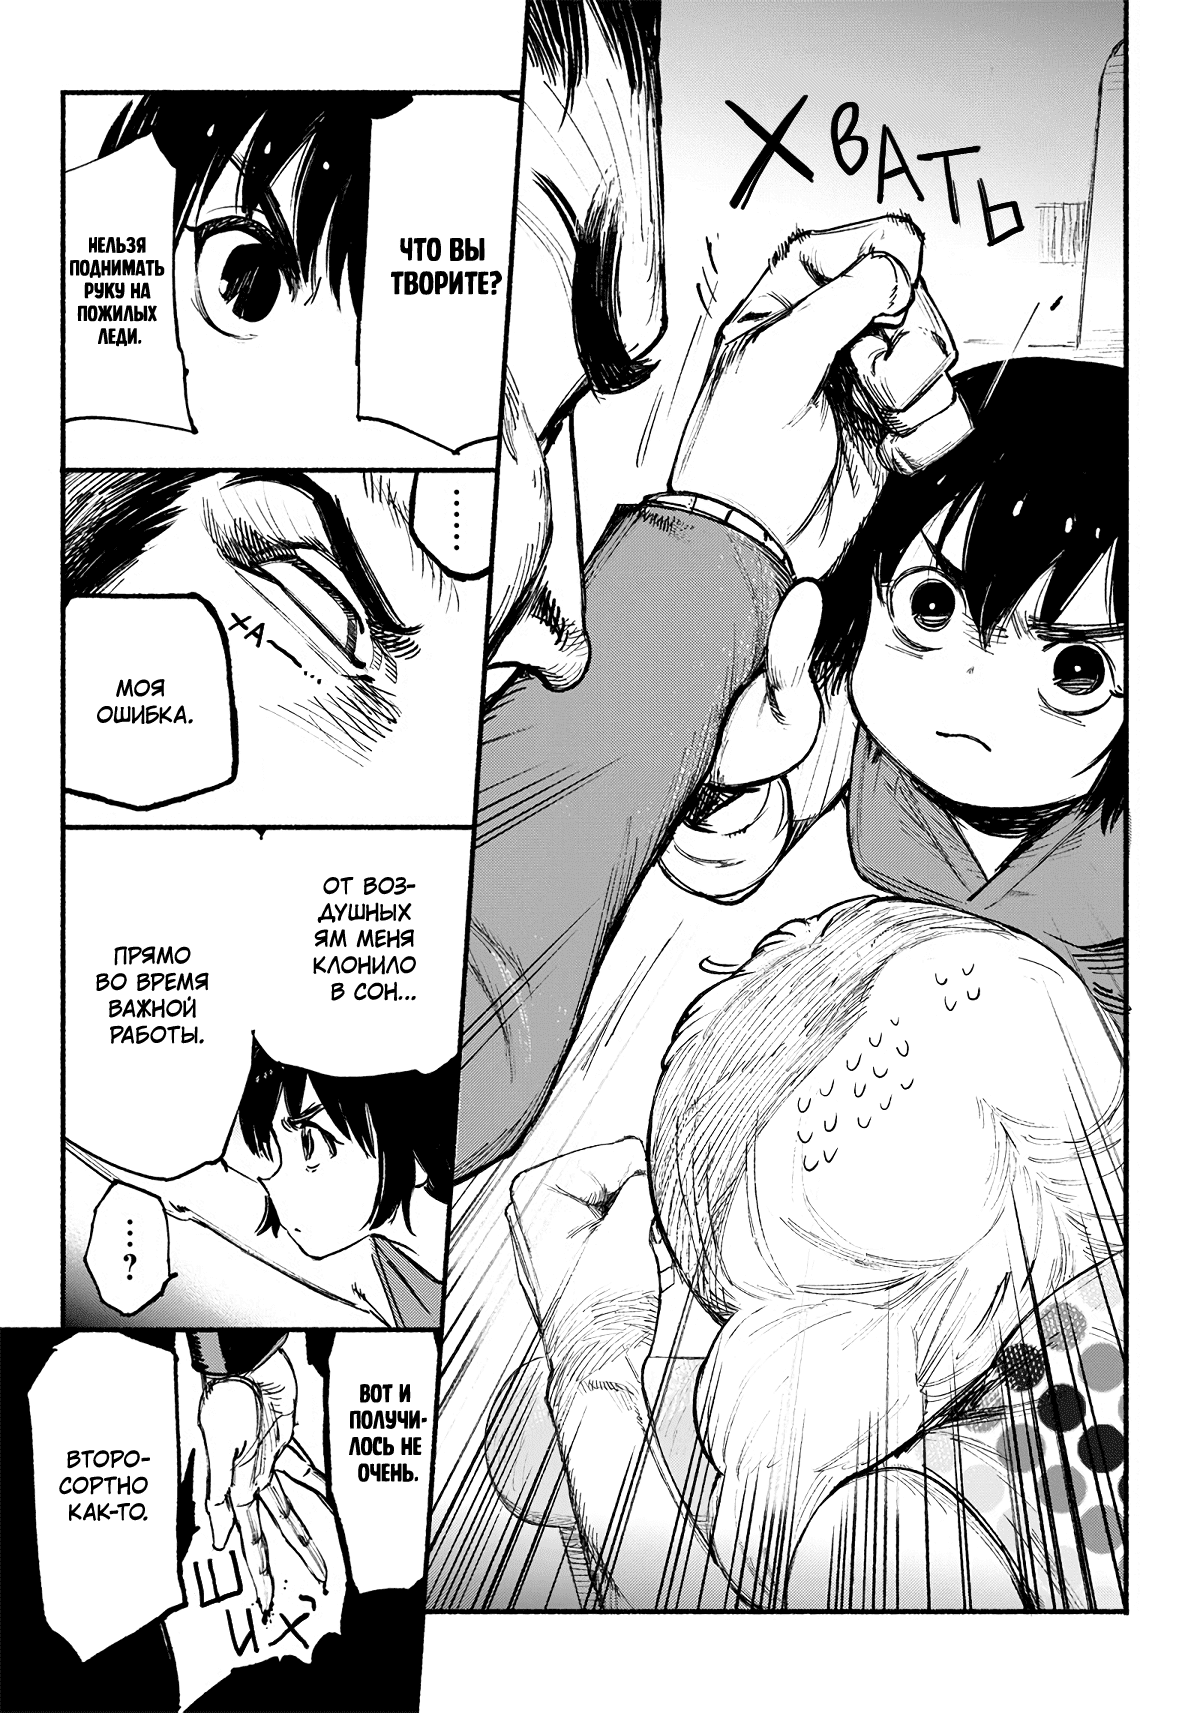 ХВАТЬ
ЧТО ВЫ
ТВОРИТЕ?
НЕЛЬЗЯ
ПОДНИМАТЬ
РУКУ НА
ПОЖИЛЫХ
ЛЕДИ.
......
ХА—...
МОЯ
ОШИБКА.
ОТ ВОЗ-
ДУШНЫХ
ЯМ МЕНЯ
КЛОНИЛО
В СОН...
ПРЯМО
ВО ВРЕМЯ
ВАЖНОЙ
РАБОТЫ.
...?
ВОТ И
ПОЛУЧИ-
ЛОСЬ НЕ
ОЧЕНЬ.
ВТОРО-
СОРТНО
КАК-ТО.
Ш
ИХ